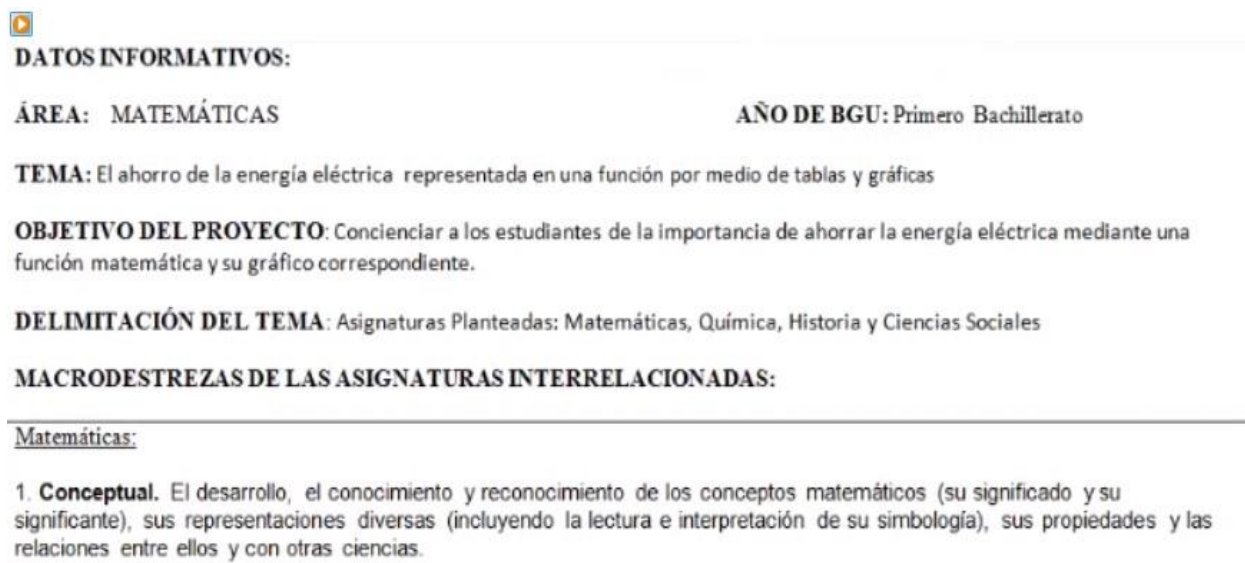 DATOS INFORMATIVOS:
ÁREA: MATEMÁTICAS AÑO DE BGU: Primero Bachillerato
TEMA: El ahorro de la energía eléctrica representada en una función por medio de tablas y gráficas
OBJETIVO DEL PROYECTO: Concienciar a los estudiantes de la importancia de ahorrar la energía eléctrica mediante una
función matemática y su gráfico correspondiente.
DELIMITACIÓN DEL TEMA: Asignaturas Planteadas: Matemáticas, Química, Historia y Ciencias Sociales
MACRODESTREZAS DE LAS ASIGNATURAS INTERRELACIONADAS:
Matemáticas:
1. Conceptual. El desarrollo, el conocimiento y reconocimiento de los conceptos matemáticos (su significado y su
significante), sus representaciones diversas (incluyendo la lectura e interpretación de su simbología), sus propiedades y las
relaciones entre ellos y con otras ciencias.